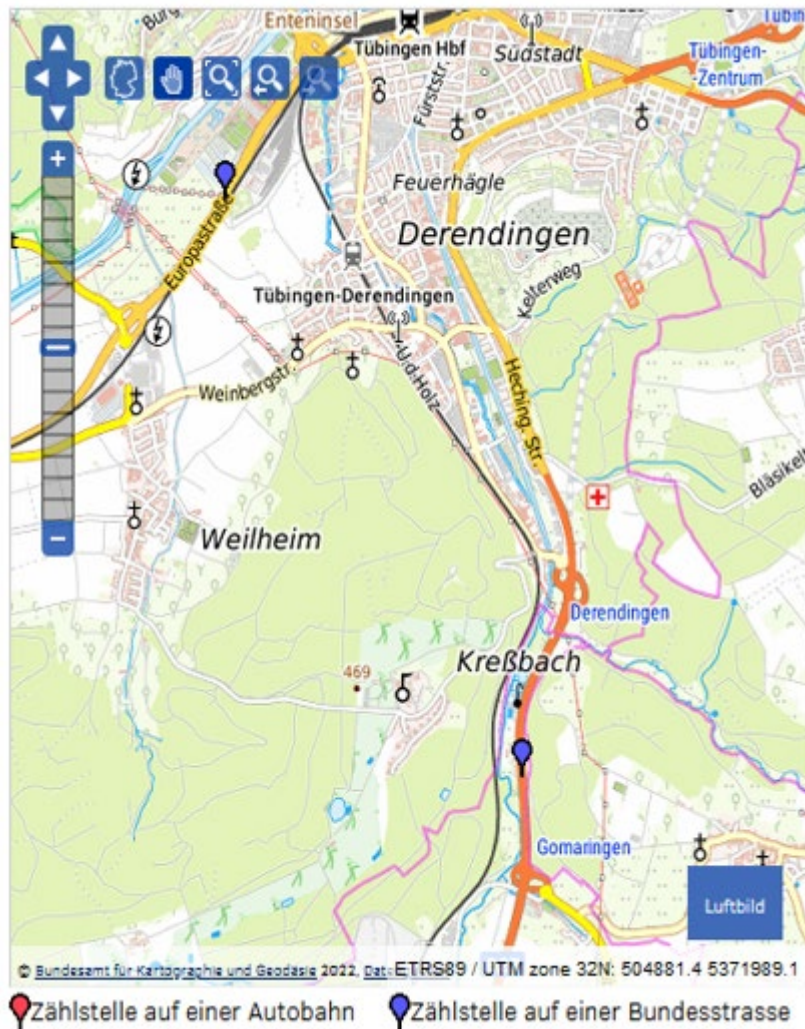 Enteninsel
Tübingen Hbf
Südstadt
Tübingen-
-Zentrum
Fürststr.
Feuerhägle
Derendingen
Europastraße
Kelterweg
Tübingen-Derendingen
U.d.Holz
Weinbergstr.
Heching. Str.
Weilheim
Derendingen
Kreßbach
469
Gomaringen
Luftbild
© Bundesamt für Kartographie und Geodäsie 2022, ETRS89 / UTM zone 32N: 504881.4 5371989.1
Zählstelle auf einer Autobahn Zählstelle auf einer Bundesstrasse